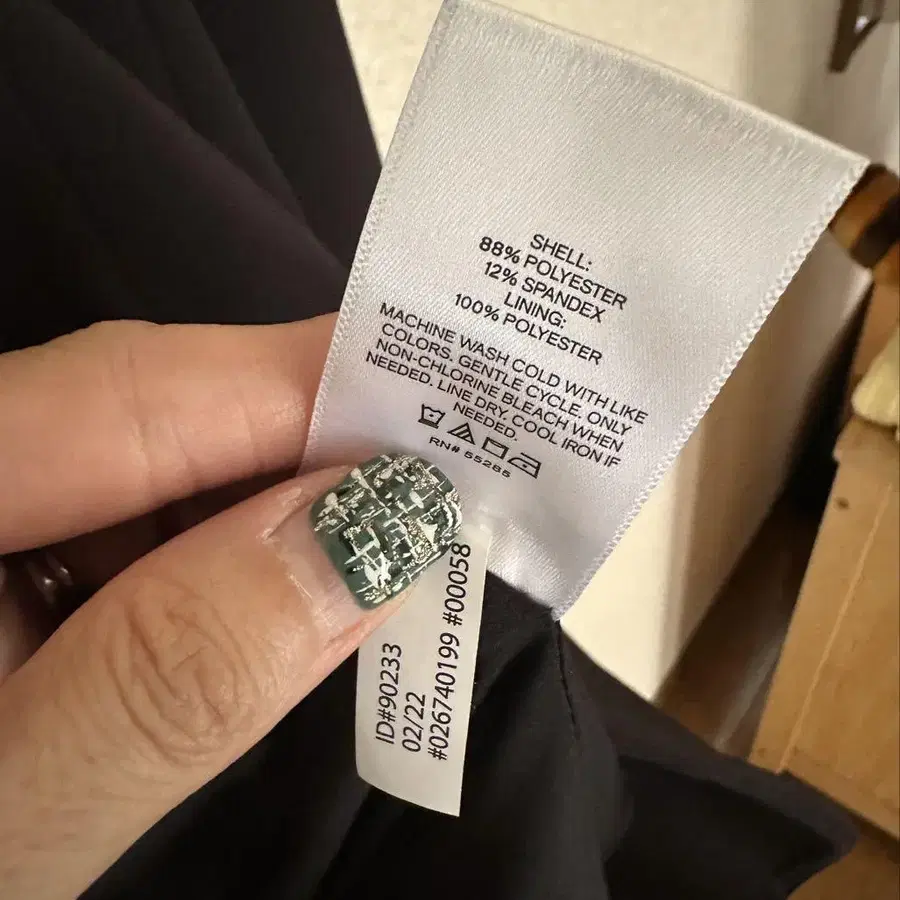 SHELL:
88% POLYESTER
12% SPANDEX
LINING:
100% POLYESTER
MACHINE WASH COLD WITH LIKE
COLORS. GENTLE CYCLE. ONLY
NON-CHLORINE BLEACH WHEN
NEEDED. LINE DRY. COOL IRON IF
NEEDED.
RN# 55285
ID#90233
02/22
#026740199 #00058